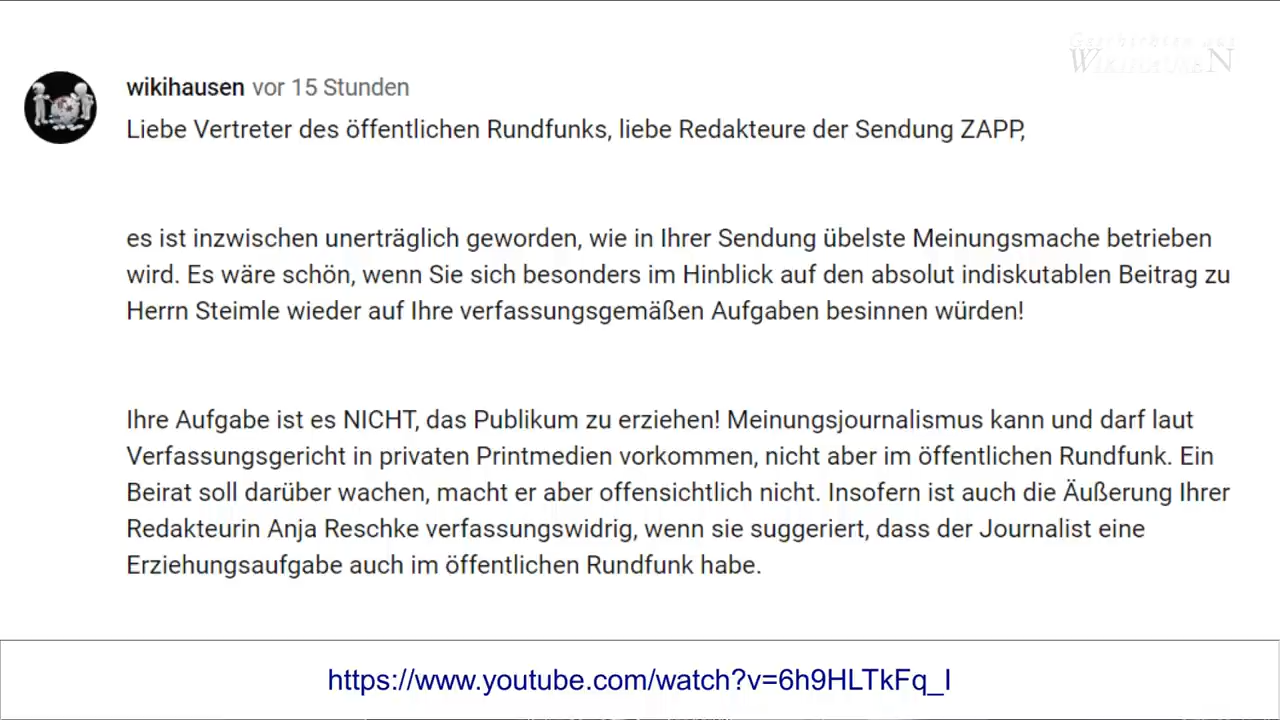 Geschichten aus
WIKIHAUSEN
wikihausen vor 15 Stunden
Liebe Vertreter des öffentlichen Rundfunks, liebe Redakteure der Sendung ZAPP,
es ist inzwischen unerträglich geworden, wie in Ihrer Sendung übelste Meinungsmache betrieben
wird. Es wäre schön, wenn Sie sich besonders im Hinblick auf den absolut indiskutablen Beitrag zu
Herrn Steimle wieder auf Ihre verfassungsgemäßen Aufgaben besinnen würden!
Ihre Aufgabe ist es NICHT, das Publikum zu erziehen! Meinungsjournalismus kann und darf laut
Verfassungsgericht in privaten Printmedien vorkommen, nicht aber im öffentlichen Rundfunk. Ein
Beirat soll darüber wachen, macht er aber offensichtlich nicht. Insofern ist auch die Äußerung Ihrer
Redakteurin Anja Reschke verfassungswidrig, wenn sie suggeriert, dass der Journalist eine
Erziehungsaufgabe auch im öffentlichen Rundfunk habe.
https://www.youtube.com/watch?v=6h9HLTkFq_I